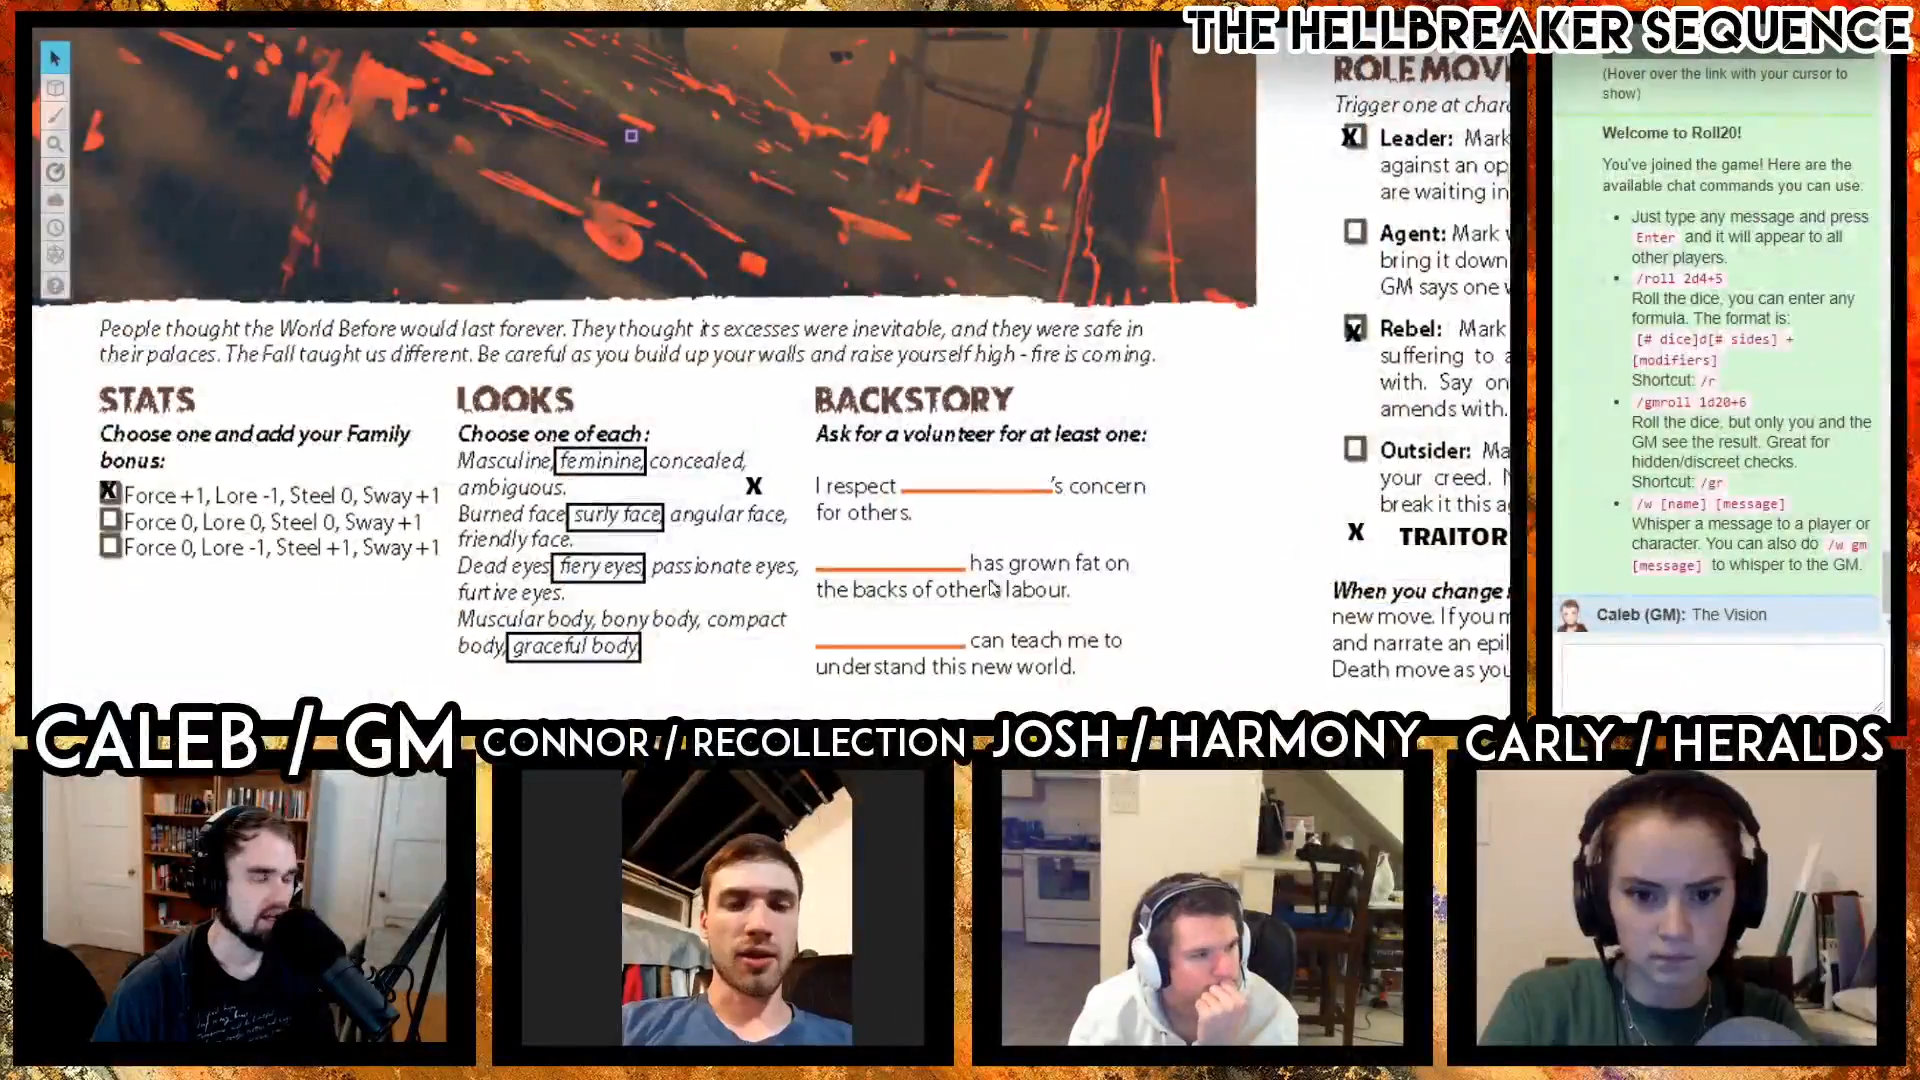 THE HELLBREAKER SEQUENCE
People thought the World Before would last forever. They thought its excesses were inevitable, and they were safe in
their palaces. The Fall taught us different. Be careful as you build up your walls and raise yourself high - fire is coming.
STATS
Choose one and add your Family
bonus:
X Force +1, Lore -1, Steel 0, Sway +1
Force 0, Lore 0, Steel 0, Sway +1
Force 0, Lore -1, Steel +1, Sway +1
LOOKS
Choose one of each:
Masculine, feminine, concealed,
ambiguous.
X
Burned face, surly face, angular face,
friendly face.
Dead eyes, fiery eyes, passionate eyes,
furtive eyes.
Muscular body, bony body, compact
body, graceful body
BACKSTORY
Ask for a volunteer for at least one:
I respect 's concern
for others.
has grown fat on
the backs of other's labour.
can teach me to
understand this new world.
ROLE MOV
Trigger one at char
X Leader: Mark
against an op
are waiting in
Agent: Mark
bring it down
GM says one
X Rebel: Mark
suffering to
with. Say on
amends with.
Outsider: Ma
your creed.
break it this a
X TRAITOR
When you change
new move. If you m
and narrate an epil
Death move as you
(Hover over the link with your cursor to
show)
Welcome to Roll20!
You've joined the game! Here are the
available chat commands you can use:
• Just type any message and press
Enter and it will appear to all
other players.
• /roll 2d4+5
Roll the dice, you can enter any
formula. The format is:
[# dice]d[# sides] +
[modifiers]
Shortcut: /r
• /gmroll 1d20+6
Roll the dice, but only you and the
GM see the result. Great for
hidden/discreet checks.
Shortcut: /gr
• /w [name] [message]
Whisper a message to a player or
character. You can also do /w gm
[message] to whisper to the GM.
Caleb (GM): The Vision
CALEB / GM
CONNOR / RECOLLECTION
JOSH / HARMONY
CARLY / HERALDS